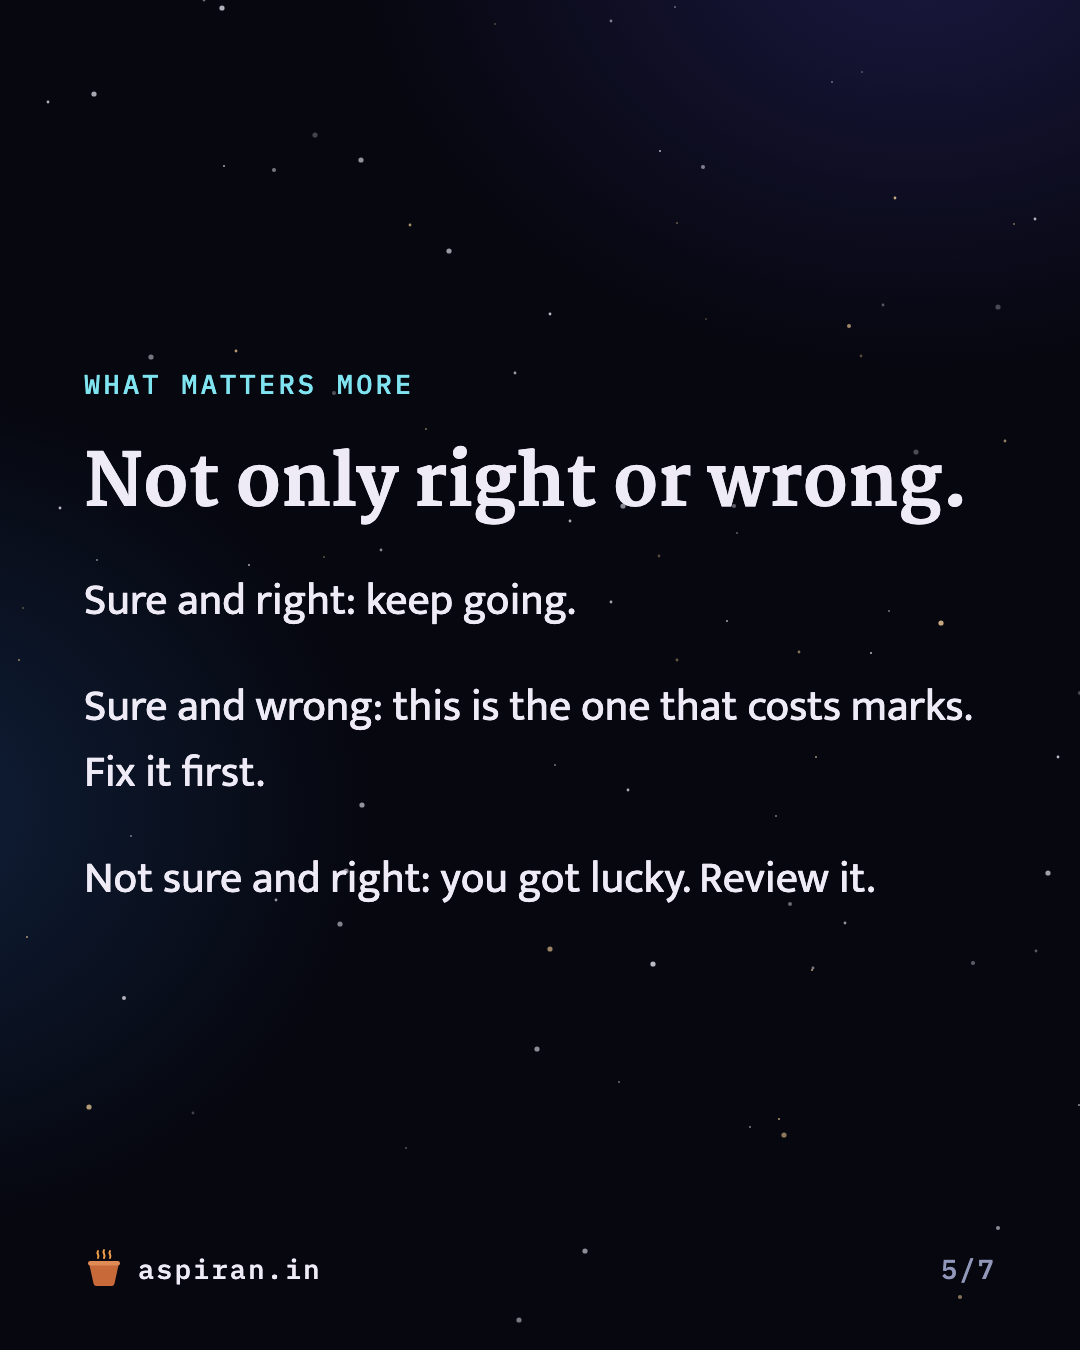 WHAT MATTERS MORE
Not only right or wrong.
Sure and right: keep going.
Sure and wrong: this is the one that costs marks.
Fix it first.
Not sure and right: you got lucky. Review it.
aspiran.in
5/7